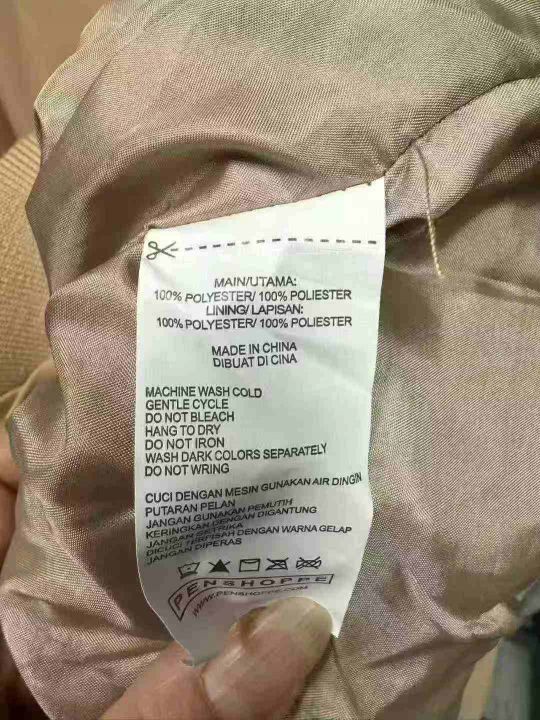 MAIN/UTAMA:
100% POLYESTER/ 100% POLIESTER
LINING/ LAPISAN:
100% POLYESTER/ 100% POLIESTER
MADE IN CHINA
DIBUAT DI CINA
MACHINE WASH COLD
GENTLE CYCLE
DO NOT BLEACH
HANG TO DRY
DO NOT IRON
WASH DARK COLORS SEPARATELY
DO NOT WRING
CUCI DENGAN MESIN GUNAKAN AIR DINGIN
PUTARAN PELAN
JANGAN GUNAKAN PEMUTIH
KERINGKAN DENGAN DIGANTUNG
JANGAN SETRIKA
DICUCI TERPISAH DENGAN WARNA GELAP
JANGAN DIPERAS
PENSHOPPE
WWW.PENSHOPPE.COM